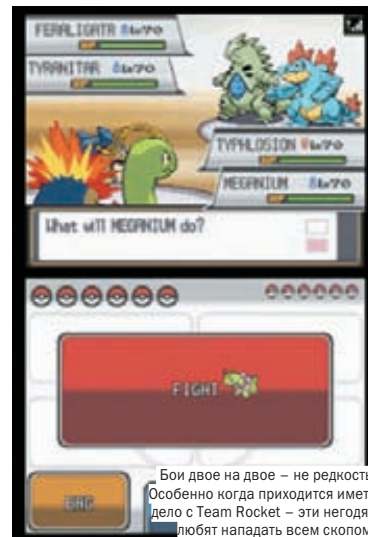 FERALIGATR ♂Lv70
TYRANITAR ♂Lv70
TYPHLOSION Lv70
MEGANIUM ♂Lv70
What will MEGANIUM do?
FIGHT
BAG
Бои двое на двое – не редкость
Особенно когда приходится имет
дело с Team Rocket – эти негодя
любят нападать всем скопом